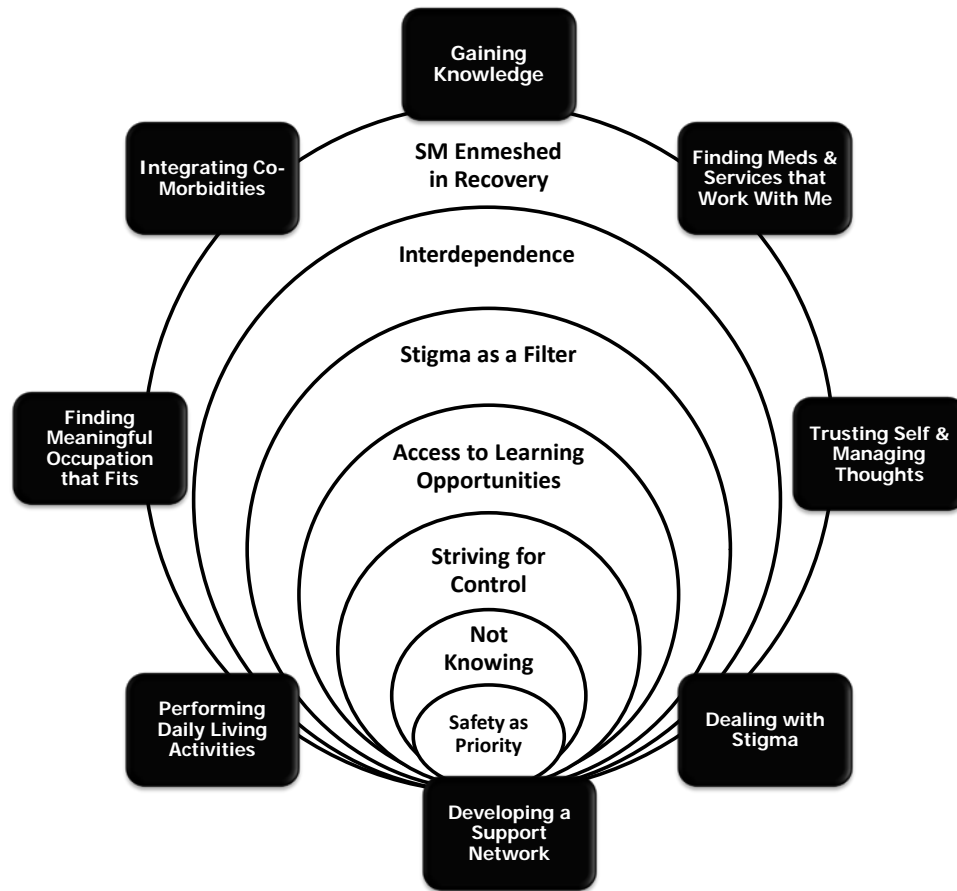 Gaining
Knowledge
Integrating Co-
Morbidities
SM Enmeshed
in Recovery
Finding Meds &
Services that
Work With Me
Interdependence
Stigma as a Filter
Finding
Meaningful
Occupation
that Fits
Access to Learning
Opportunities
Trusting Self &
Managing
Thoughts
Striving for
Control
Not
Knowing
Performing
Daily Living
Activities
Safety as
Priority
Dealing with
Stigma
Developing a
Support
Network